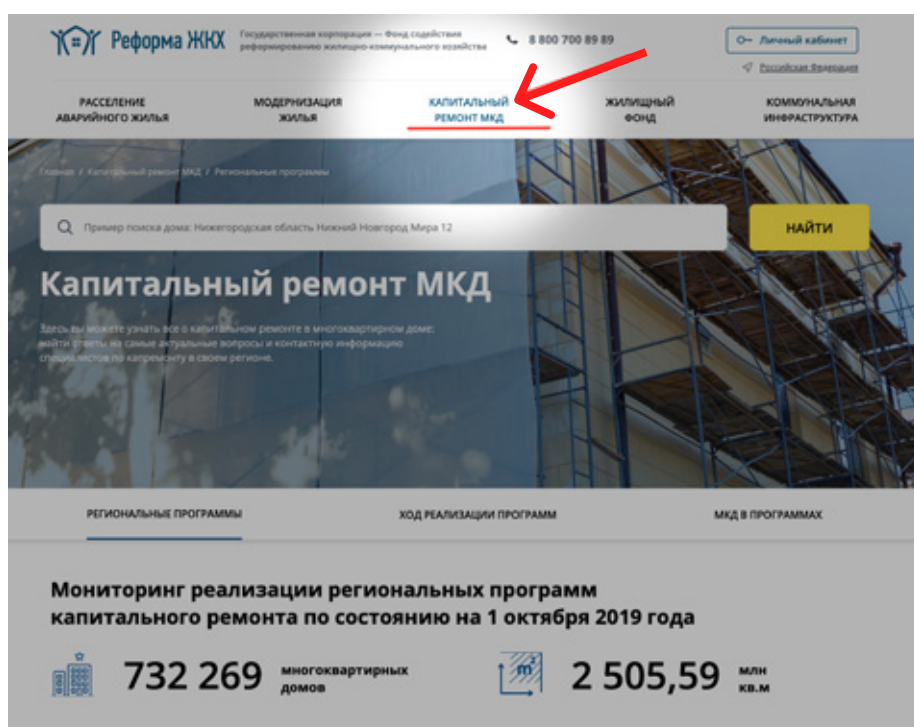 Реформа ЖКХ
Государственная корпорация — Фонд содействия
реформированию жилищно-коммунального хозяйства
8 800 700 89 89
Личный кабинет
Российская Федерация
РАССЕЛЕНИЕ
АВАРИЙНОГО ЖИЛЬЯ
МОДЕРНИЗАЦИЯ
ЖИЛЬЯ
КАПИТАЛЬНЫЙ
РЕМОНТ МКД
ЖИЛИЩНЫЙ
ФОНД
КОММУНАЛЬНАЯ
ИНФРАСТРУКТУРА
Главная / Капитальный ремонт МКД / Региональные программы
Пример поиска дома: Нижегородская область Нижний Новгород Мира 12
НАЙТИ
Капитальный ремонт МКД
Здесь вы можете узнать все о капитальном ремонте в многоквартирном доме:
найти ответы на самые актуальные вопросы и контактную информацию
специалистов по капремонту в своем регионе.
РЕГИОНАЛЬНЫЕ ПРОГРАММЫ
ХОД РЕАЛИЗАЦИИ ПРОГРАММ
МКД В ПРОГРАММАХ
Мониторинг реализации региональных программ
капитального ремонта по состоянию на 1 октября 2019 года
732 269 многоквартирных
домов
m²
2 505,59 млн
кв.м